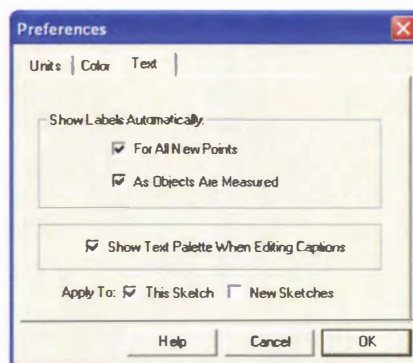 Preferences
Units Color Text
Show Labels Automatically:
For All New Points
As Objects Are Measured
Show Text Palette When Editing Captions
Apply To: This Sketch New Sketches
Help Cancel OK